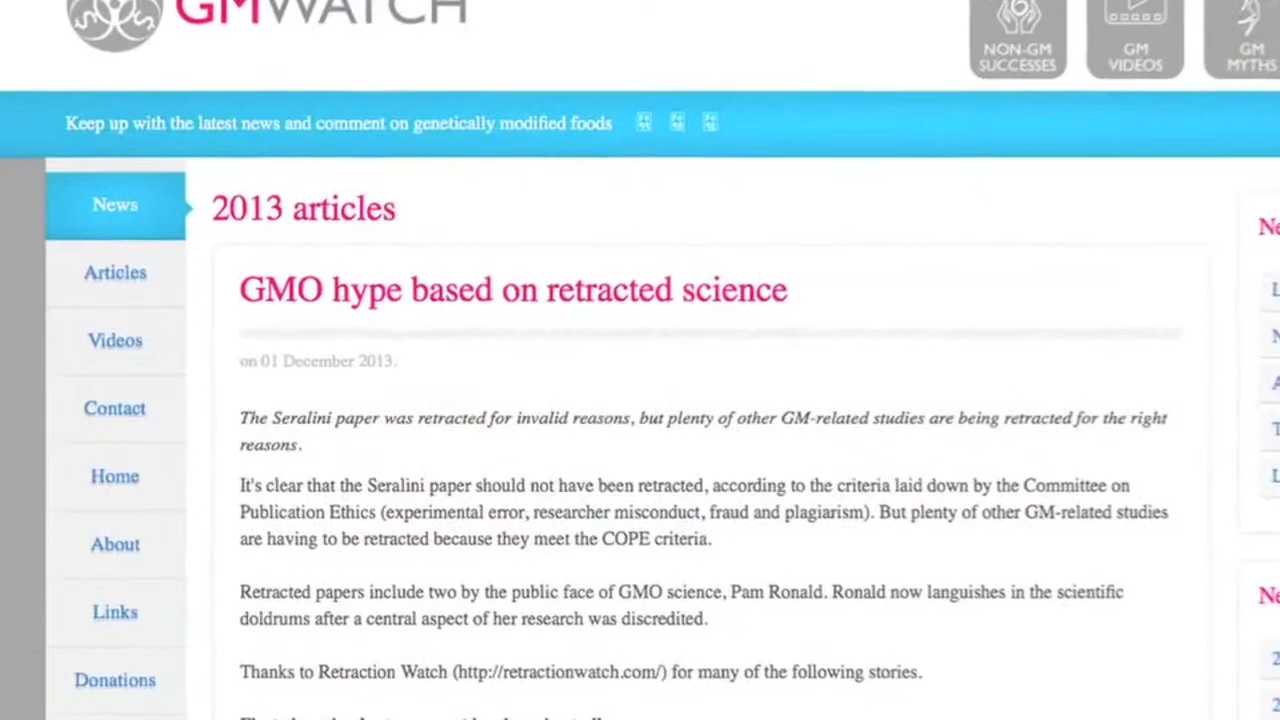 GMWATCH
NON-GM
SUCCESSES
GM
VIDEOS
GM
MYTHS
Keep up with the latest news and comment on genetically modified foods
News
Articles
Videos
Contact
Home
About
Links
Donations
2013 articles
GMO hype based on retracted science
on 01 December 2013.
The Seralini paper was retracted for invalid reasons, but plenty of other GM-related studies are being retracted for the right
reasons.
It's clear that the Seralini paper should not have been retracted, according to the criteria laid down by the Committee on
Publication Ethics (experimental error, researcher misconduct, fraud and plagiarism). But plenty of other GM-related studies
are having to be retracted because they meet the COPE criteria.
Retracted papers include two by the public face of GMO science, Pam Ronald. Ronald now languishes in the scientific
doldrums after a central aspect of her research was discredited.
Thanks to Retraction Watch (http://retractionwatch.com/) for many of the following stories.